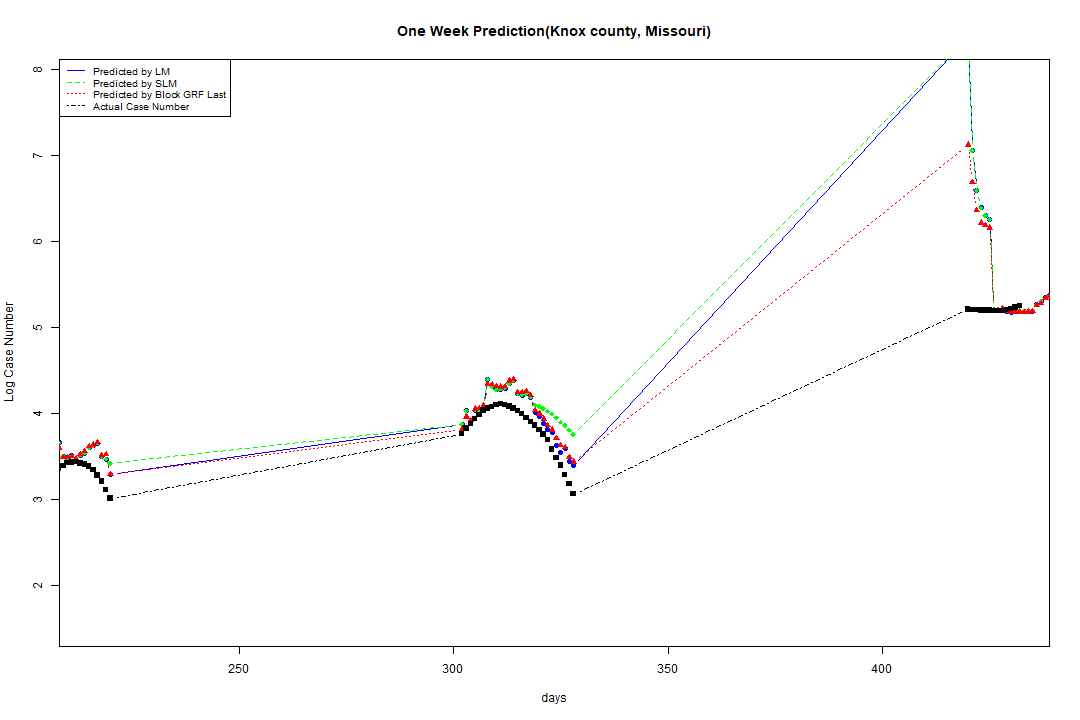 One Week Prediction(Knox county, Missouri)
Predicted by LM
Predicted by SLM
Predicted by Block GRF Last
Actual Case Number
8
7
6
5
4
3
2
Log Case Number
250
300
350
400
days